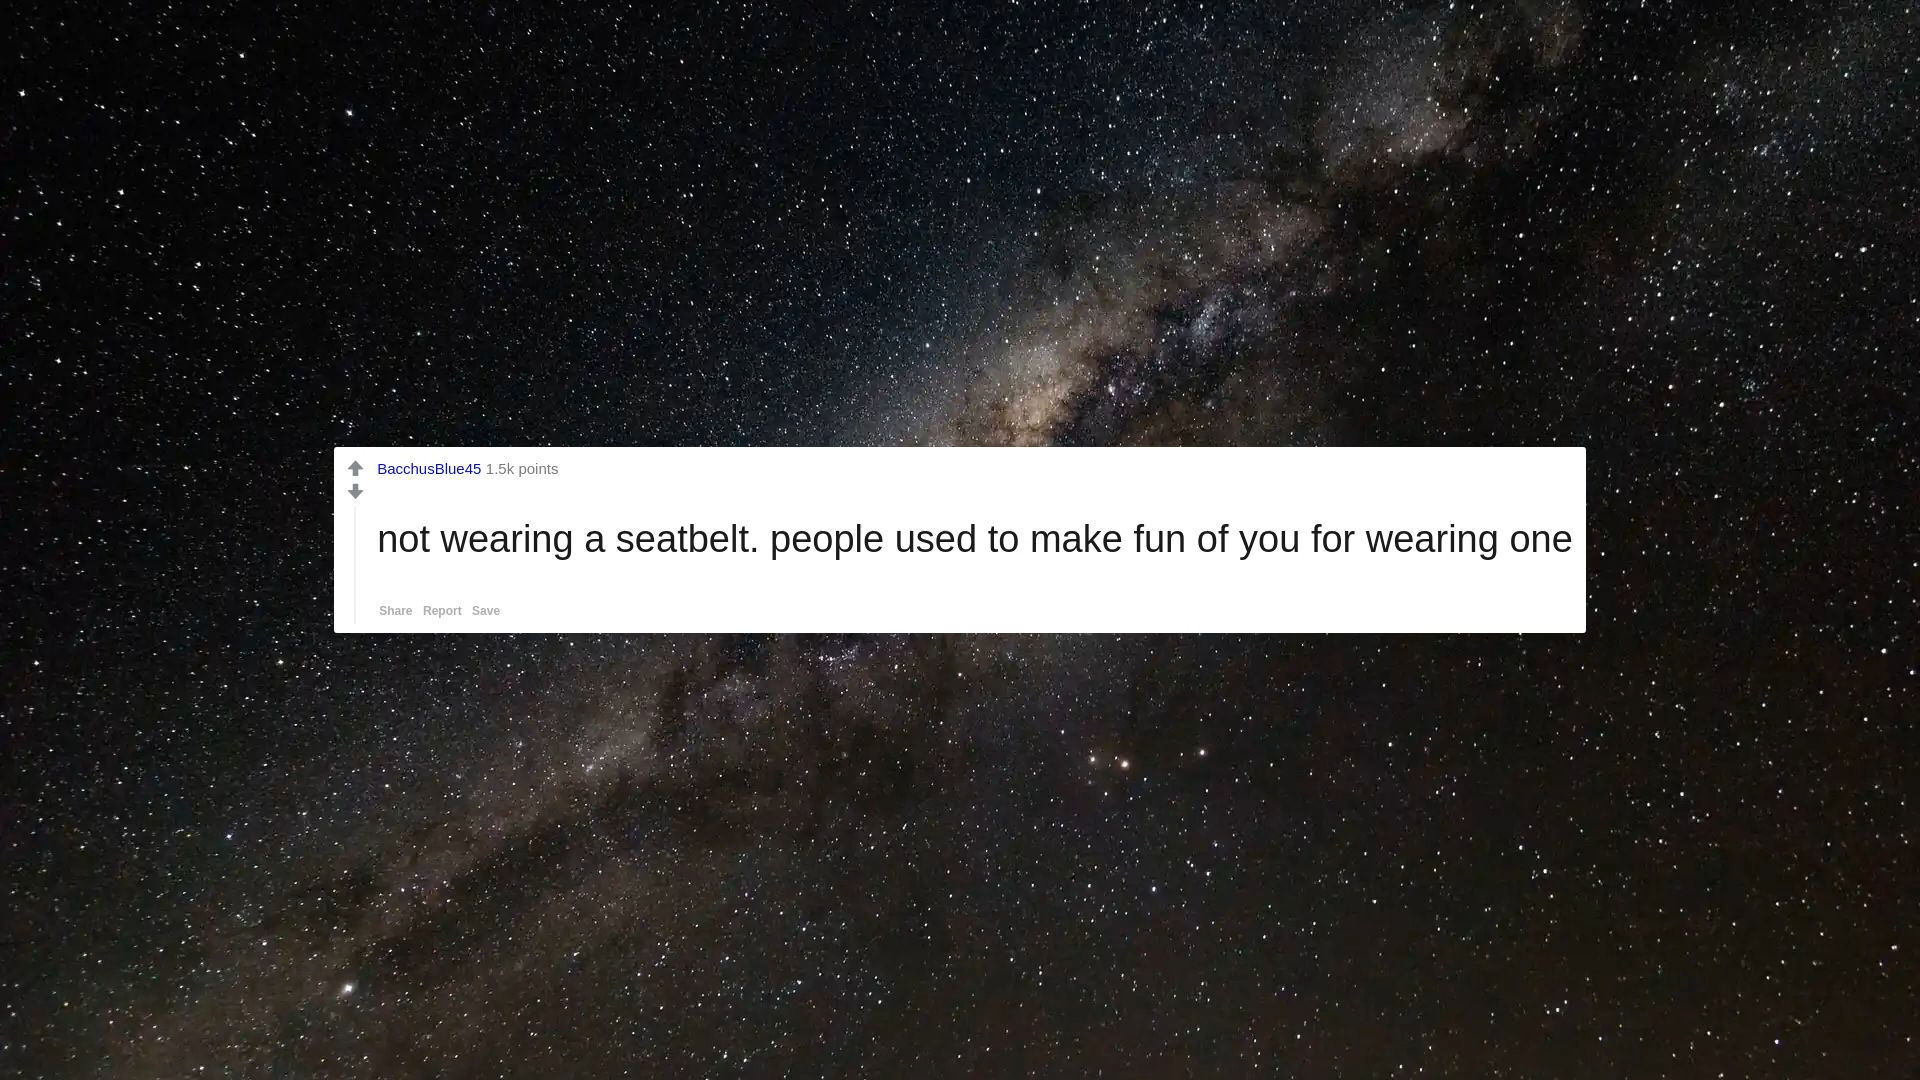 BacchusBlue45 1.5k points
not wearing a seatbelt. people used to make fun of you for wearing one
Share Report Save